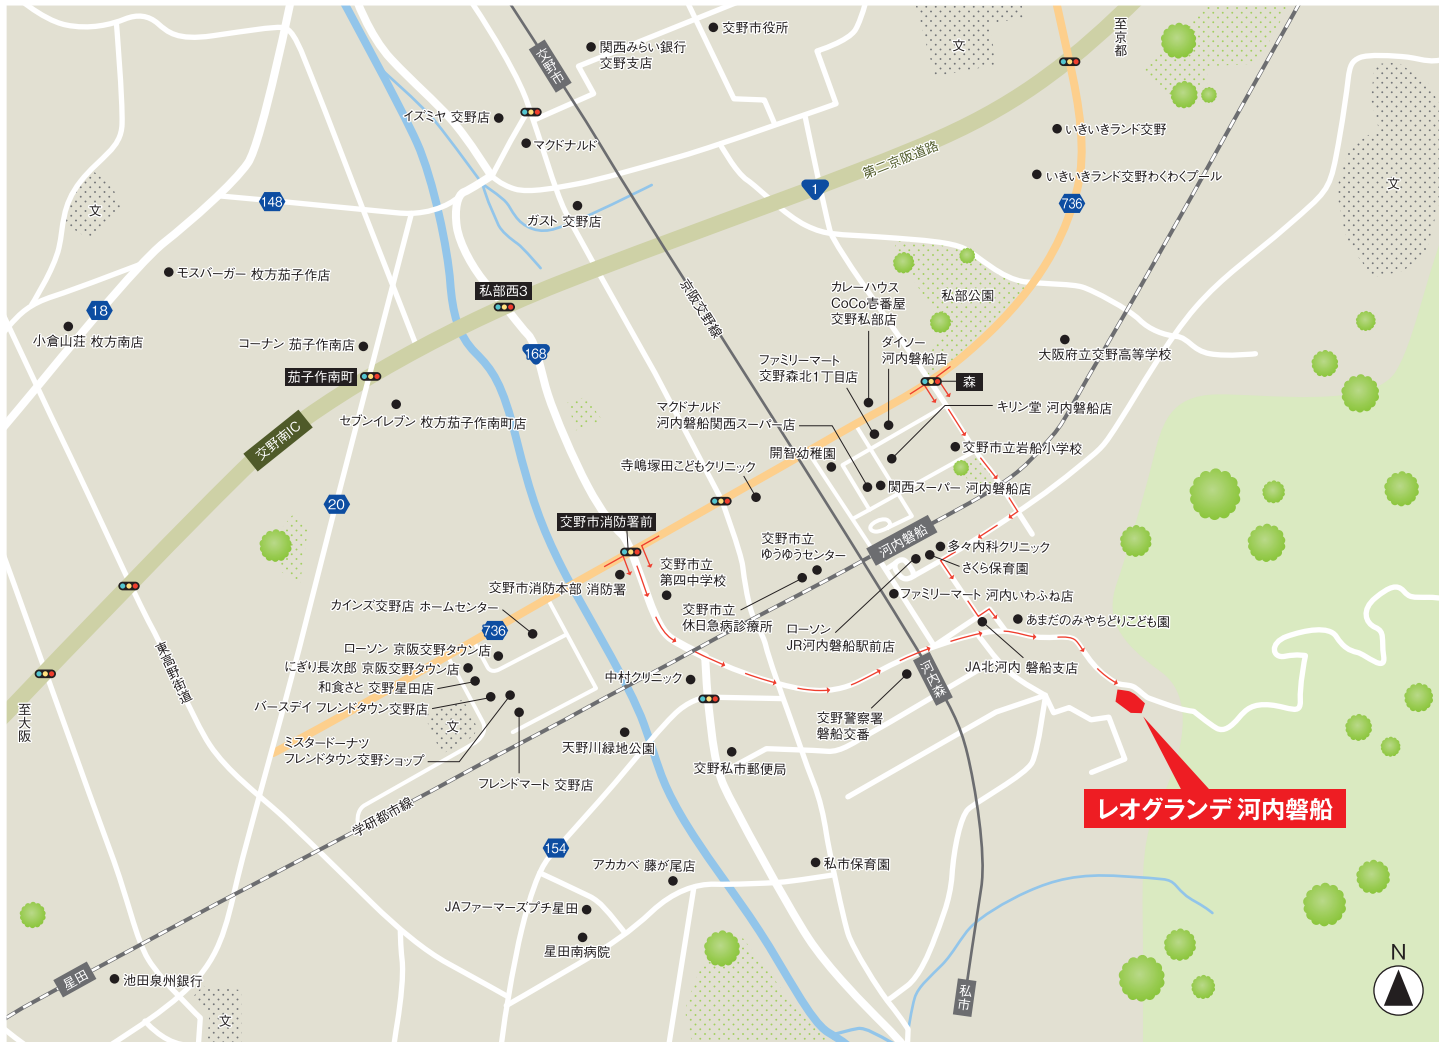 交野市役所
至京都
文
関西みらい銀行
交野支店
交野市
イズミヤ 交野店
マクドナルド
いきいきランド交野
第二京阪道路
いきいきランド交野わくわくプール
文
文
148
1
736
ガスト 交野店
モスバーガー 枚方茄子作店
私部西3
京阪交野線
カレーハウス
CoCo壱番屋
交野私部店
私部公園
18
小倉山荘 枚方南店
コーナン 茄子作南店
168
ダイソー
河内磐船店
大阪府立交野高等学校
茄子作南町
ファミリーマート
交野森北1丁目店
森
セブンイレブン 枚方茄子作南町店
マクドナルド
河内磐船関西スーパー店
キリン堂 河内磐船店
交野南IC
開智幼稚園
交野市立岩船小学校
寺嶋塚田こどもクリニック
関西スーパー 河内磐船店
20
交野市消防署前
交野市立
ゆうゆうセンター
河内磐船
多々内科クリニック
さくら保育園
交野市立
第四中学校
交野市消防本部 消防署
ファミリーマート 河内いわふね店
カインズ交野店 ホームセンター
交野市立
休日急病診療所
ローソン
JR河内磐船駅前店
あまだのみやちどりこども園
736
ローソン 京阪交野タウン店
にぎり長次郎 京阪交野タウン店
和食さと 交野星田店
バースデイ フレンドタウン交野店
中村クリニック
河内森
JA北河内 磐船支店
東高野街道
至大阪
文
交野警察署
磐船交番
ミスタードーナツ
フレンドタウン交野ショップ
天野川緑地公園
交野私市郵便局
フレンドマート 交野店
レオグランデ 河内磐船
学研都市線
154
アカカベ 藤が尾店
私市保育園
JAファーマーズプチ星田
星田南病院
星田
池田泉州銀行
私市
N
文